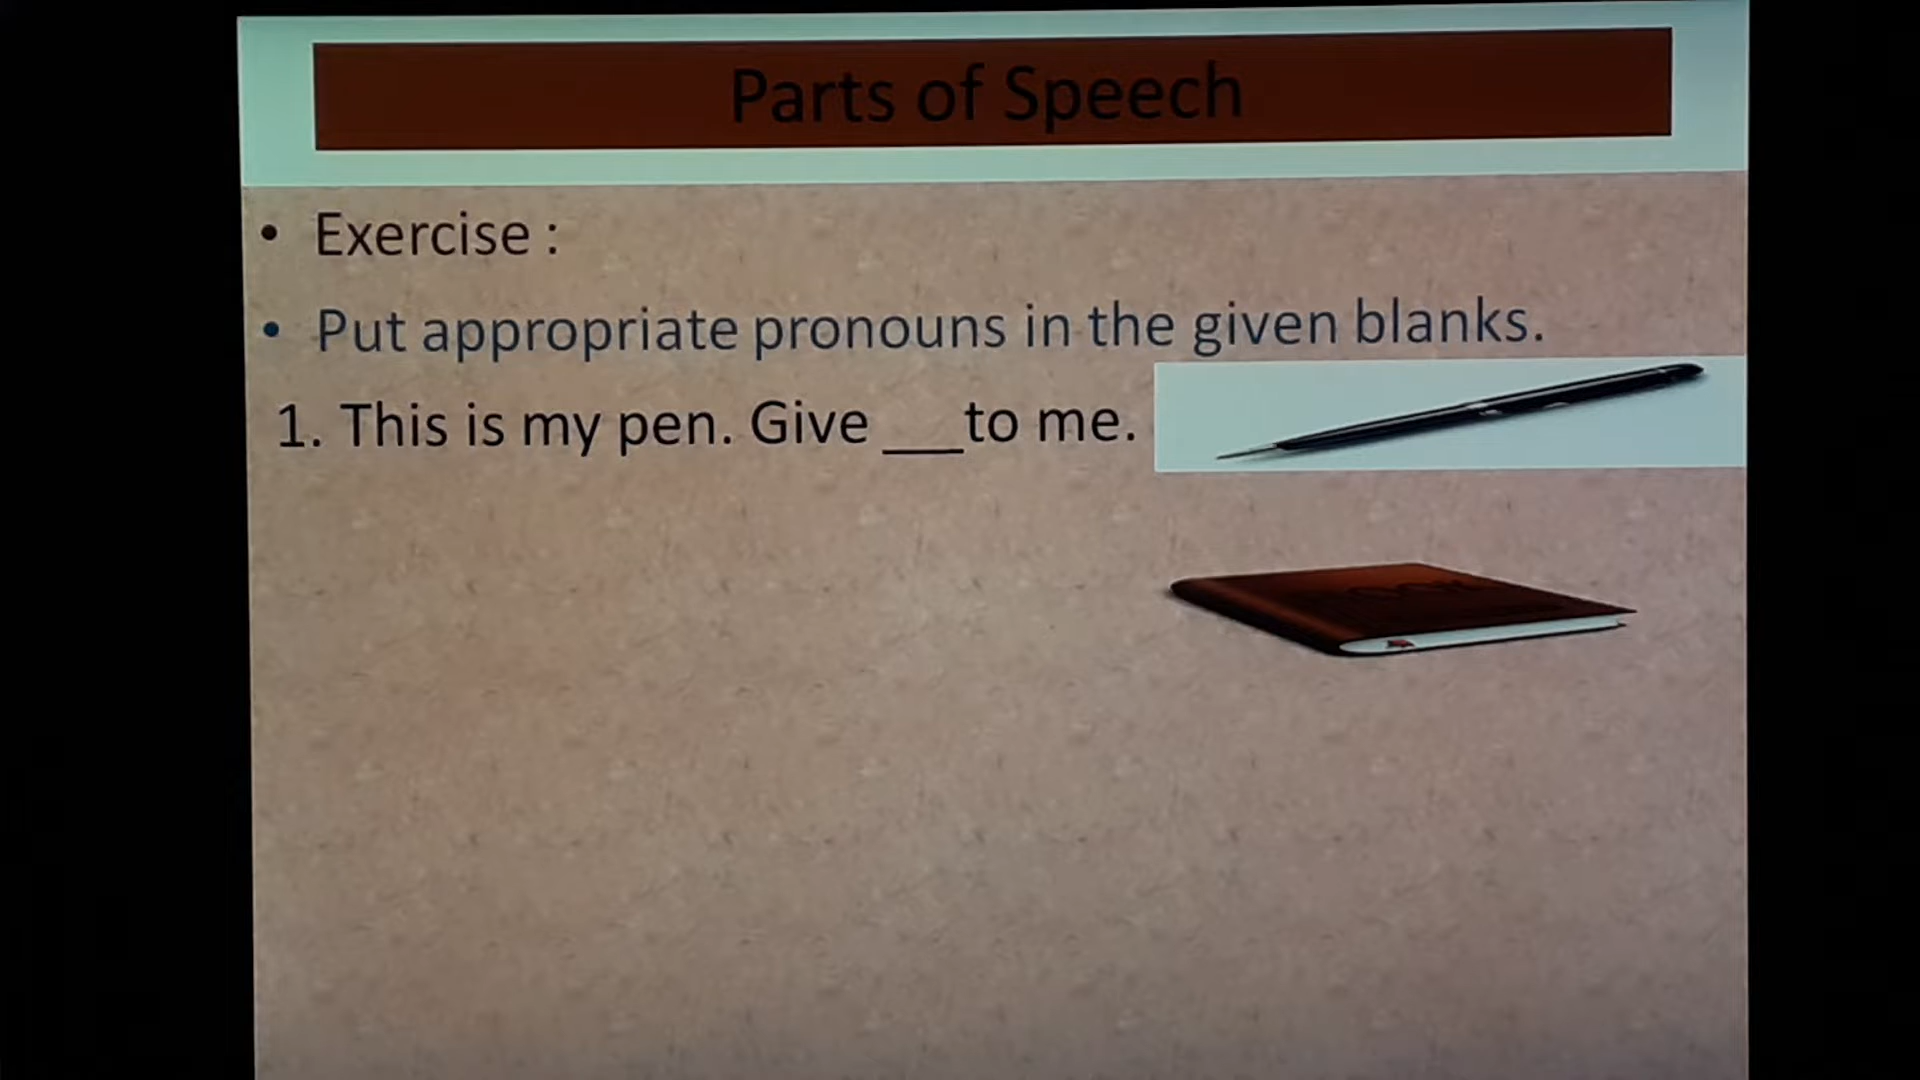 Parts of Speech
• Exercise :
• Put appropriate pronouns in the given blanks.
1. This is my pen. Give ___to me.